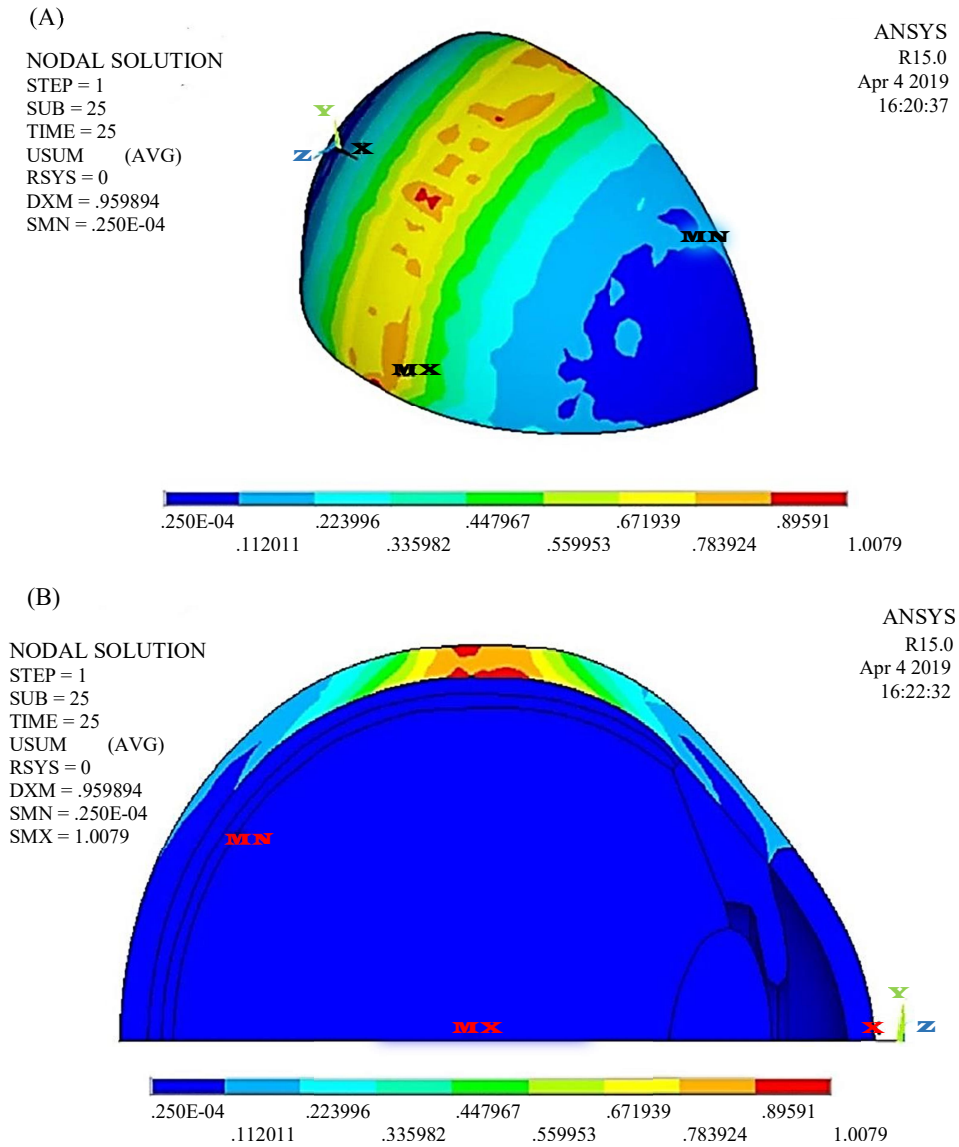 (A)
NODAL SOLUTION
STEP = 1
SUB = 25
TIME = 25
USUM (AVG)
RSYS = 0
DXM = .959894
SMN = .250E-04
ANSYS
R15.0
Apr 4 2019
16:20:37
Y
Z X
MN
MX
.250E-04 .223996 .447967 .671939 .89591
.112011 .335982 .559953 .783924 1.0079
(B)
NODAL SOLUTION
STEP = 1
SUB = 25
TIME = 25
USUM (AVG)
RSYS = 0
DXM = .959894
SMN = .250E-04
SMX = 1.0079
ANSYS
R15.0
Apr 4 2019
16:22:32
MN
MX
Y
X Z
.250E-04 .223996 .447967 .671939 .89591
.112011 .335982 .559953 .783924 1.0079